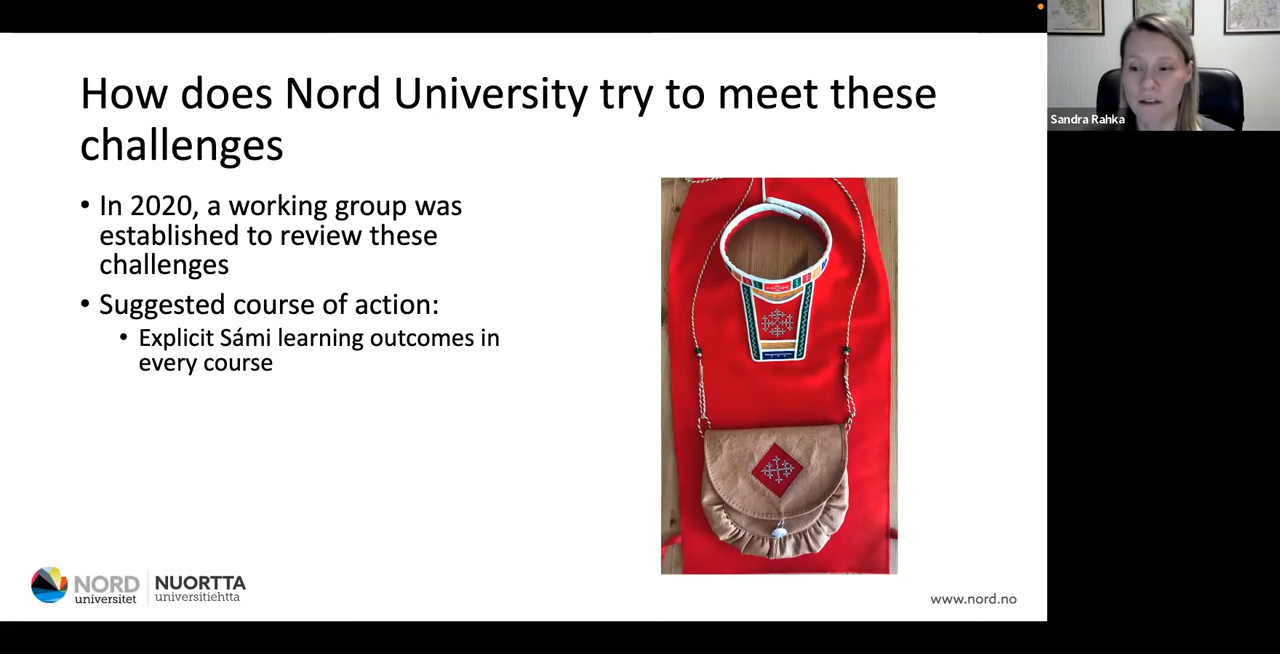 How does Nord University try to meet these
challenges
• In 2020, a working group was
established to review these
challenges
• Suggested course of action:
• Explicit Sámi learning outcomes in
every course
NORD
universitet
NUORTTA
universitiehtta
www.nord.no
Sandra Rahka